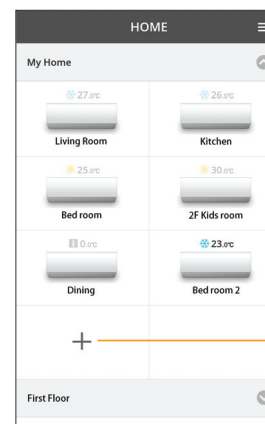 HOME
My Home
27.0°C 26.0°C
Living Room Kitchen
25.0°C 30.0°C
Bed room 2F Kids room
0.0°C 23.0°C
Dining Bed room 2
+
First Floor